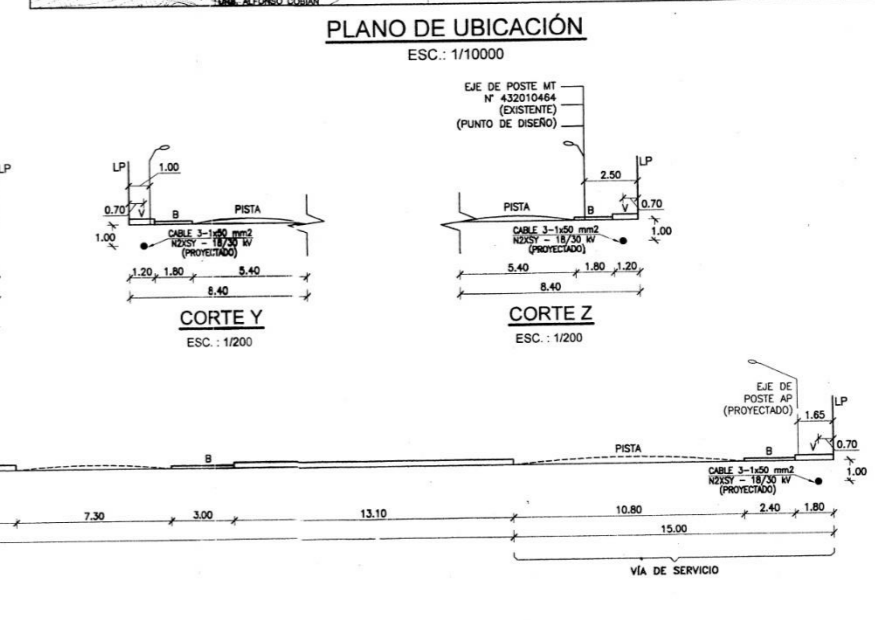 URB. ALFONSO COBIAN
PLANO DE UBICACIÓN
ESC.: 1/10000
LP
LP
1.00
0.70
V
B
PISTA
1.00
CABLE 3-1x50 mm2
N2XSY - 18/30 kV
(PROYECTADO)
1.20
1.80
5.40
8.40
CORTE Y
ESC. : 1/200
EJE DE POSTE MT
N° 432010464
(EXISTENTE)
(PUNTO DE DISEÑO)
LP
2.50
PISTA
B
V
0.70
1.00
CABLE 3-1x50 mm2
N2XSY - 18/30 kV
(PROYECTADO)
5.40
1.80
1.20
8.40
CORTE Z
ESC. : 1/200
EJE DE
POSTE AP
(PROYECTADO)
LP
1.65
B
PISTA
B
V
0.70
1.00
CABLE 3-1x50 mm2
N2XSY - 18/30 kV
(PROYECTADO)
7.30
3.00
13.10
10.80
2.40
1.80
15.00
VÍA DE SERVICIO